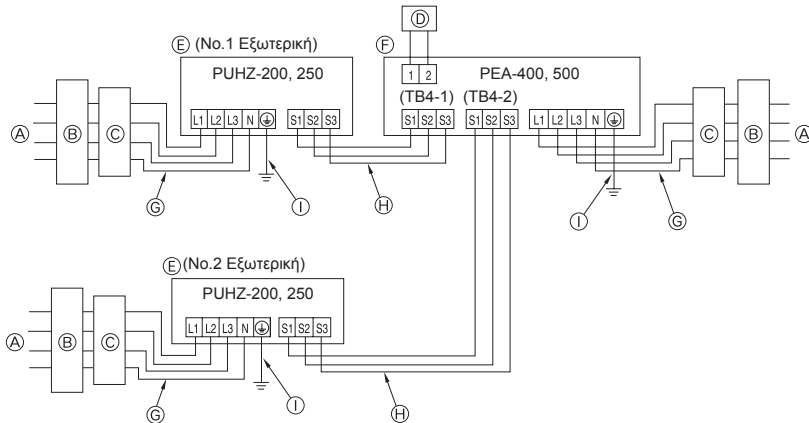 Ⓓ
Ⓔ (No.1 Εξωτερική)
Ⓕ
PUHZ-200, 250
1 2
PEA-400, 500
(TB4-1) (TB4-2)
Ⓐ Ⓑ Ⓒ
L1 L2 L3 N S1 S2 S3
S1 S2 S3 S1 S2 S3 L1 L2 L3 N
Ⓒ Ⓑ Ⓐ
Ⓖ Ⓘ Ⓗ Ⓘ Ⓖ
Ⓔ (No.2 Εξωτερική)
PUHZ-200, 250
Ⓐ Ⓑ Ⓒ
L1 L2 L3 N S1 S2 S3
Ⓖ Ⓘ Ⓗ